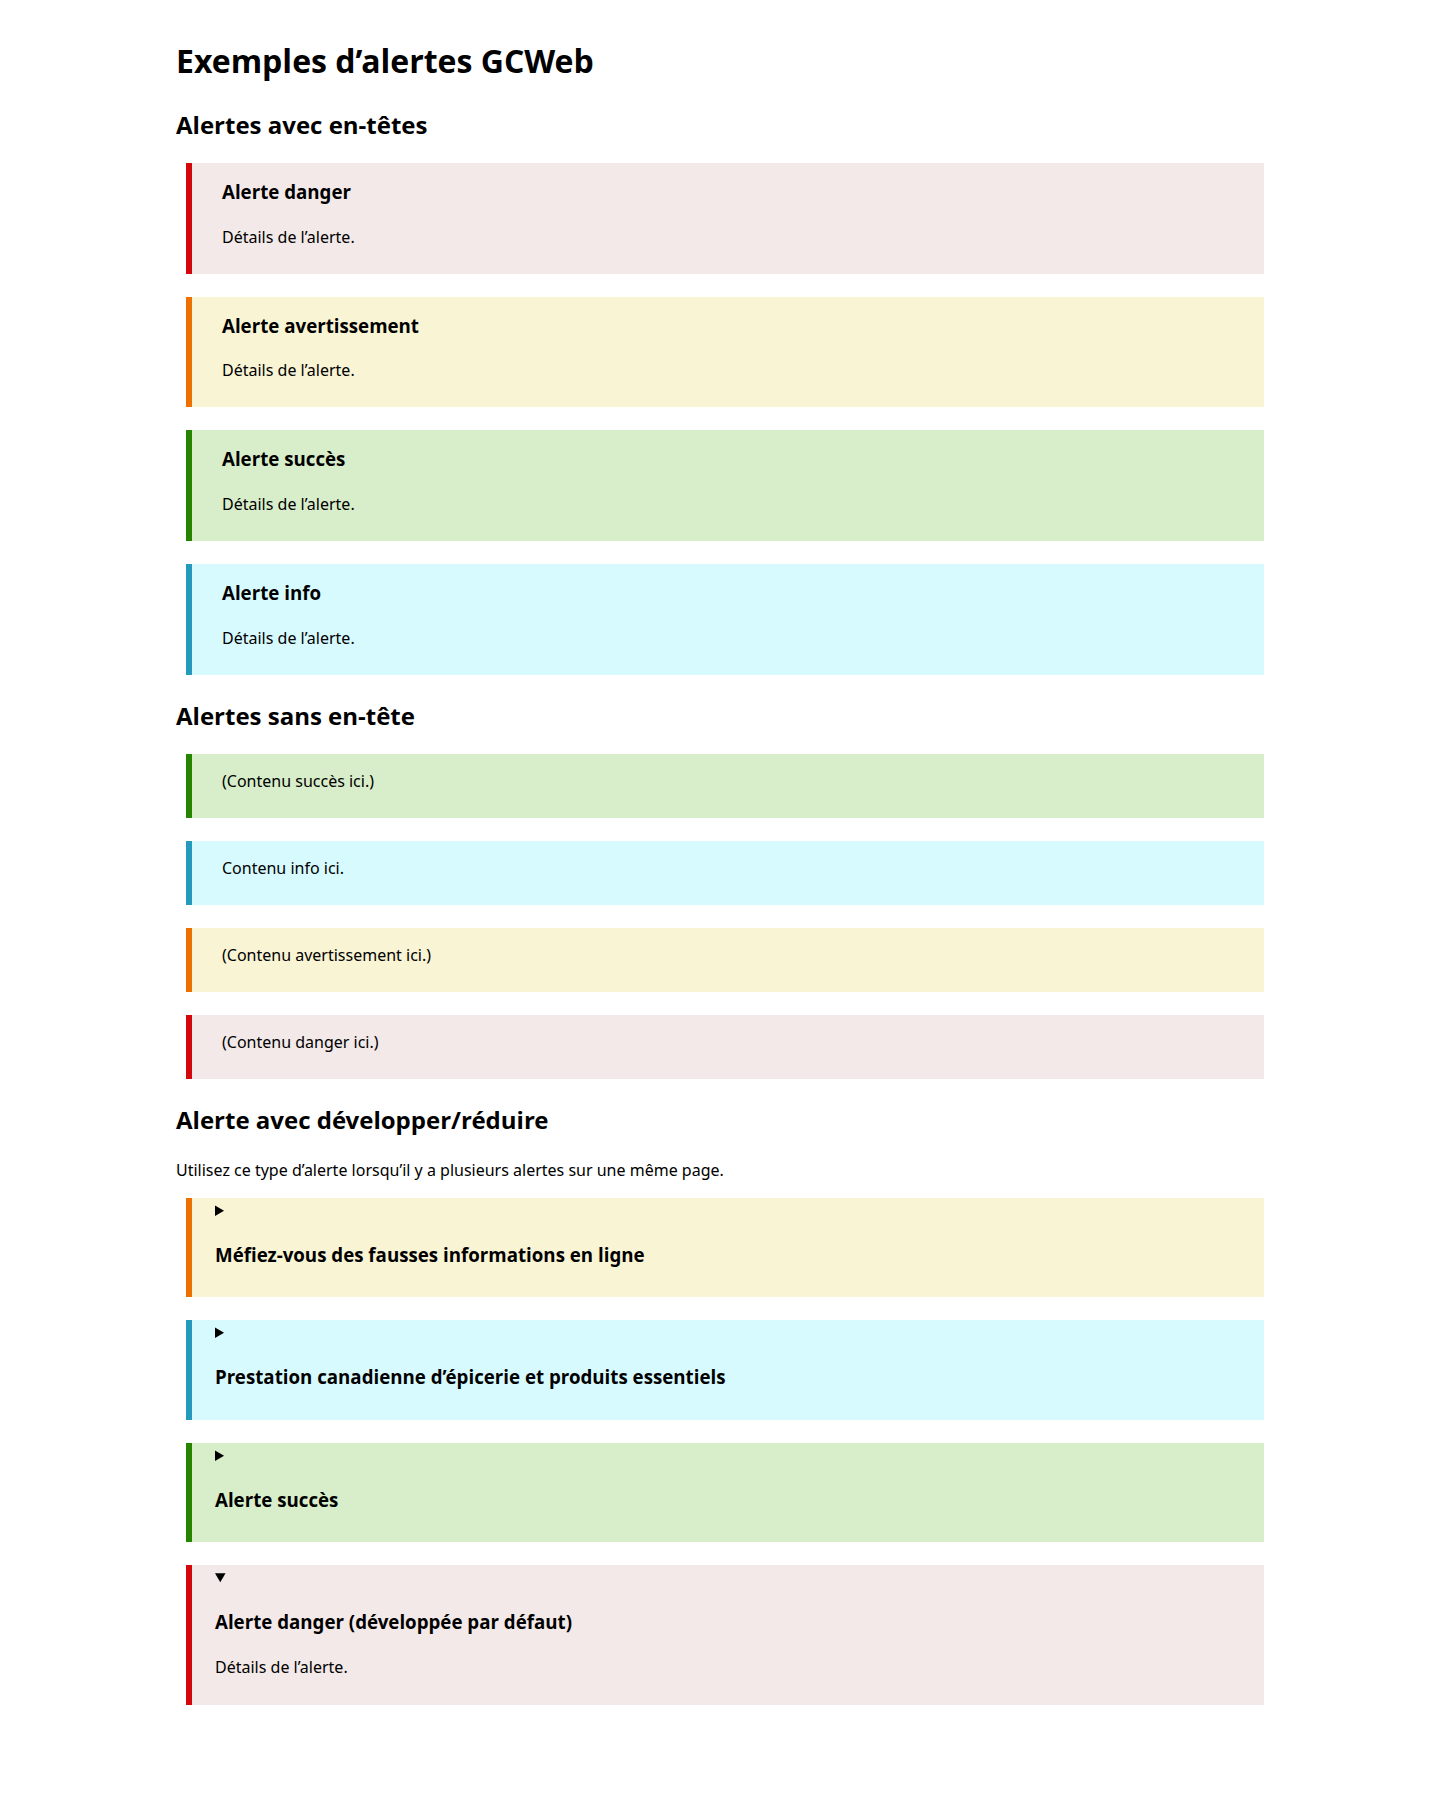 Exemples d’alertes GCWeb
Alertes avec en-têtes
Alerte danger
Détails de l’alerte.
Alerte avertissement
Détails de l’alerte.
Alerte succès
Détails de l’alerte.
Alerte info
Détails de l’alerte.
Alertes sans en-tête
(Contenu succès ici.)
Contenu info ici.
(Contenu avertissement ici.)
(Contenu danger ici.)
Alerte avec développer/réduire
Utilisez ce type d’alerte lorsqu’il y a plusieurs alertes sur une même page.
Méfiez-vous des fausses informations en ligne
Prestation canadienne d’épicerie et produits essentiels
Alerte succès
Alerte danger (développée par défaut)
Détails de l’alerte.